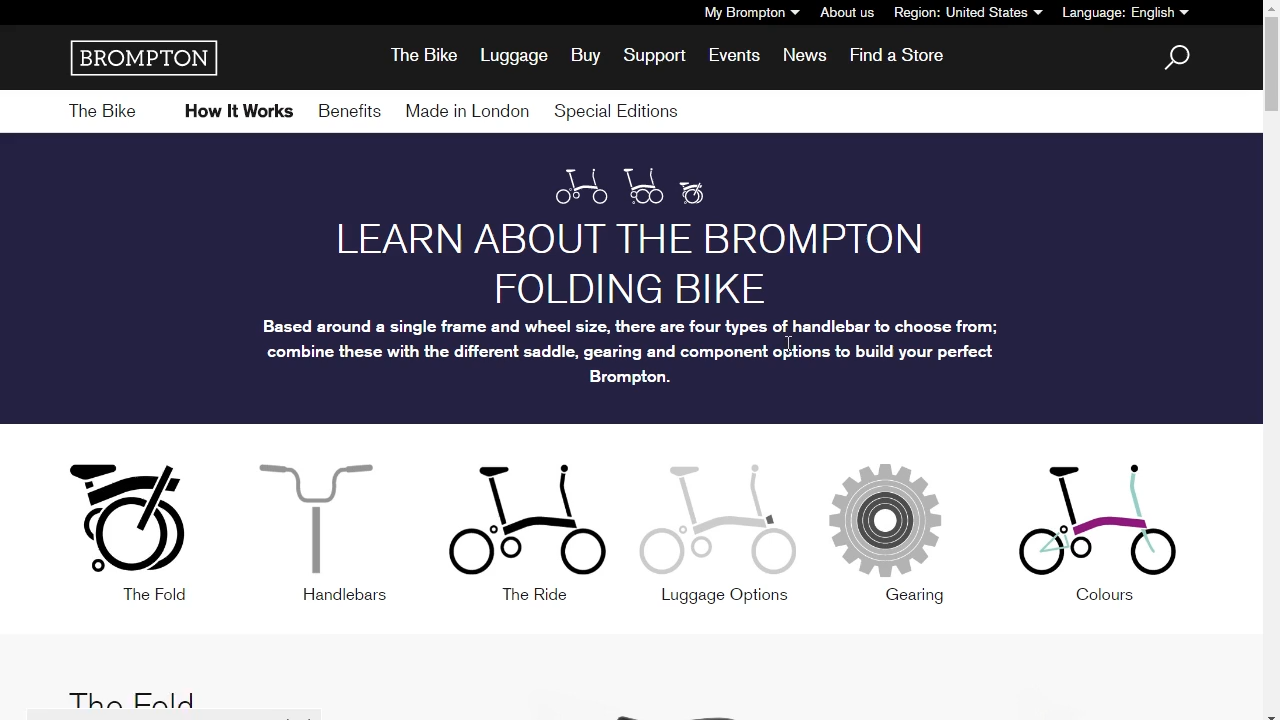 My Brompton About us Region: United States Language: English
BROMPTON The Bike Luggage Buy Support Events News Find a Store
The Bike How It Works Benefits Made in London Special Editions
LEARN ABOUT THE BROMPTON
FOLDING BIKE
Based around a single frame and wheel size, there are four types of handlebar to choose from;
combine these with the different saddle, gearing and component options to build your perfect
Brompton.
The Fold Handlebars The Ride Luggage Options Gearing Colours
The Fold